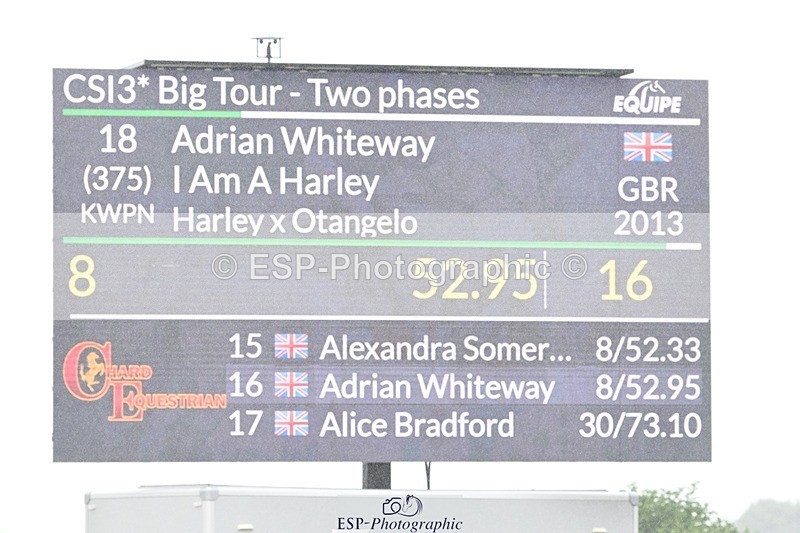 CSI3* Big Tour - Two phases EQUIPE
18 Adrian Whiteway
(375) I Am A Harley GBR
KWPN Harley x Otangelo 2013
8 52.95 16
© ESP-Photographic ©
15 Alexandra Somer... 8/52.33
16 Adrian Whiteway 8/52.95
17 Alice Bradford 30/73.10
CHARD
EQUESTRIAN
ESP-Photographic